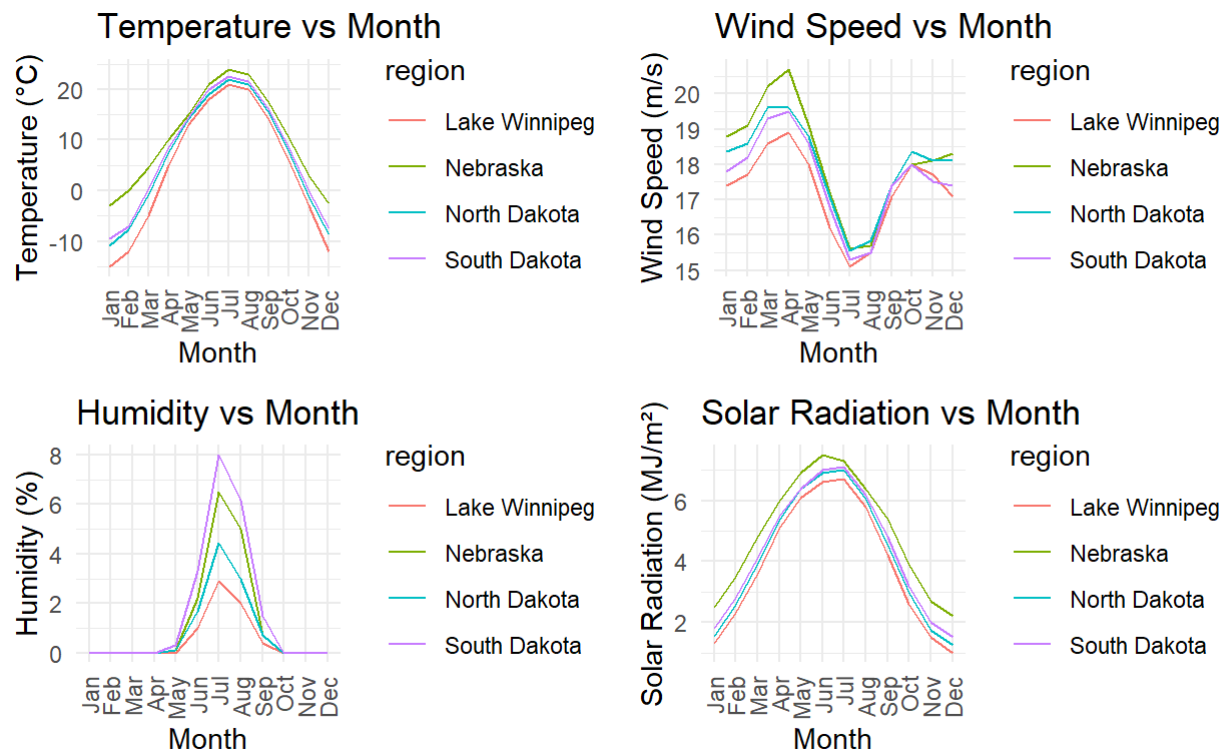 Temperature vs Month
Temperature (°C)
20
10
0
-10
Jan
Feb
Mar
Apr
May
Jun
Jul
Aug
Sep
Oct
Nov
Dec
Month
region
Lake Winnipeg
Nebraska
North Dakota
South Dakota
Wind Speed vs Month
Wind Speed (m/s)
20
19
18
17
16
15
Jan
Feb
Mar
Apr
May
Jun
Jul
Aug
Sep
Oct
Nov
Dec
Month
region
Lake Winnipeg
Nebraska
North Dakota
South Dakota
Humidity vs Month
Humidity (%)
8
6
4
2
0
Jan
Feb
Mar
Apr
May
Jun
Jul
Aug
Sep
Oct
Nov
Dec
Month
region
Lake Winnipeg
Nebraska
North Dakota
South Dakota
Solar Radiation vs Month
Solar Radiation (MJ/m²)
6
4
2
Jan
Feb
Mar
Apr
May
Jun
Jul
Aug
Sep
Oct
Nov
Dec
Month
region
Lake Winnipeg
Nebraska
North Dakota
South Dakota